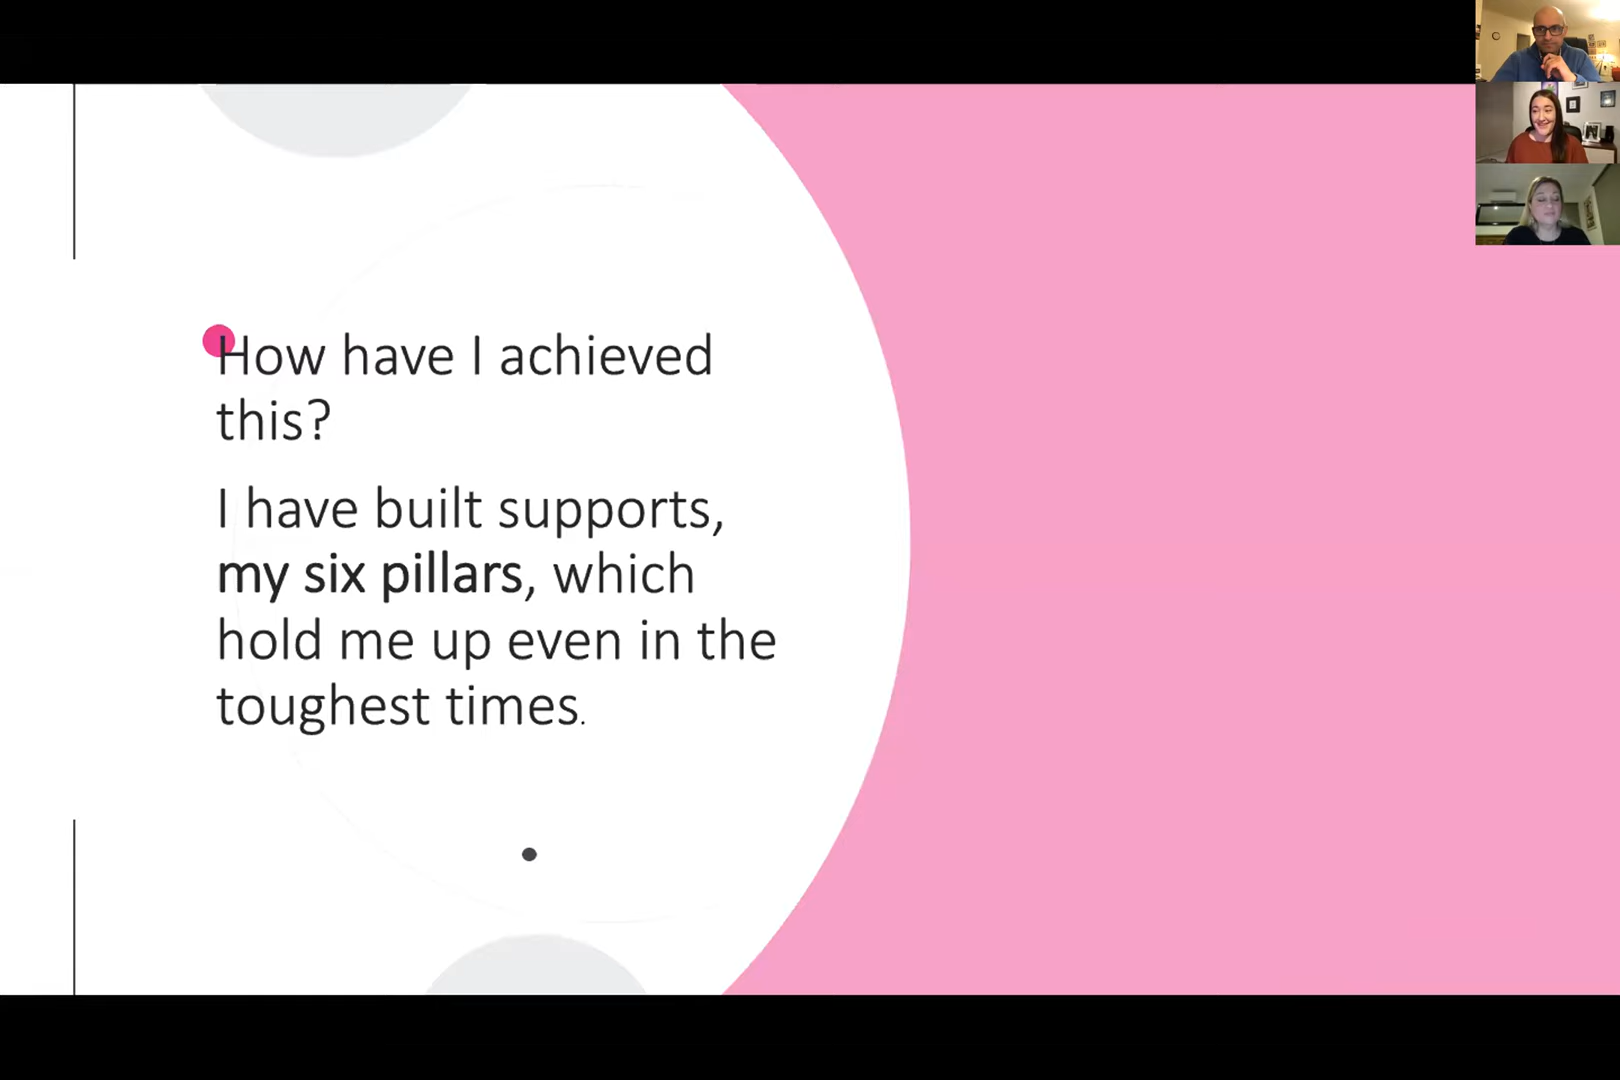 How have I achieved
this?
I have built supports,
my six pillars, which
hold me up even in the
toughest times.